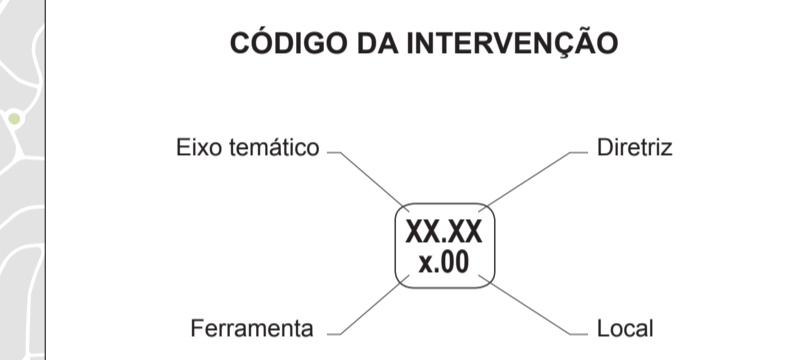 CÓDIGO DA INTERVENÇÃO
Eixo temático
Diretriz
XX.XX
x.00
Ferramenta
Local